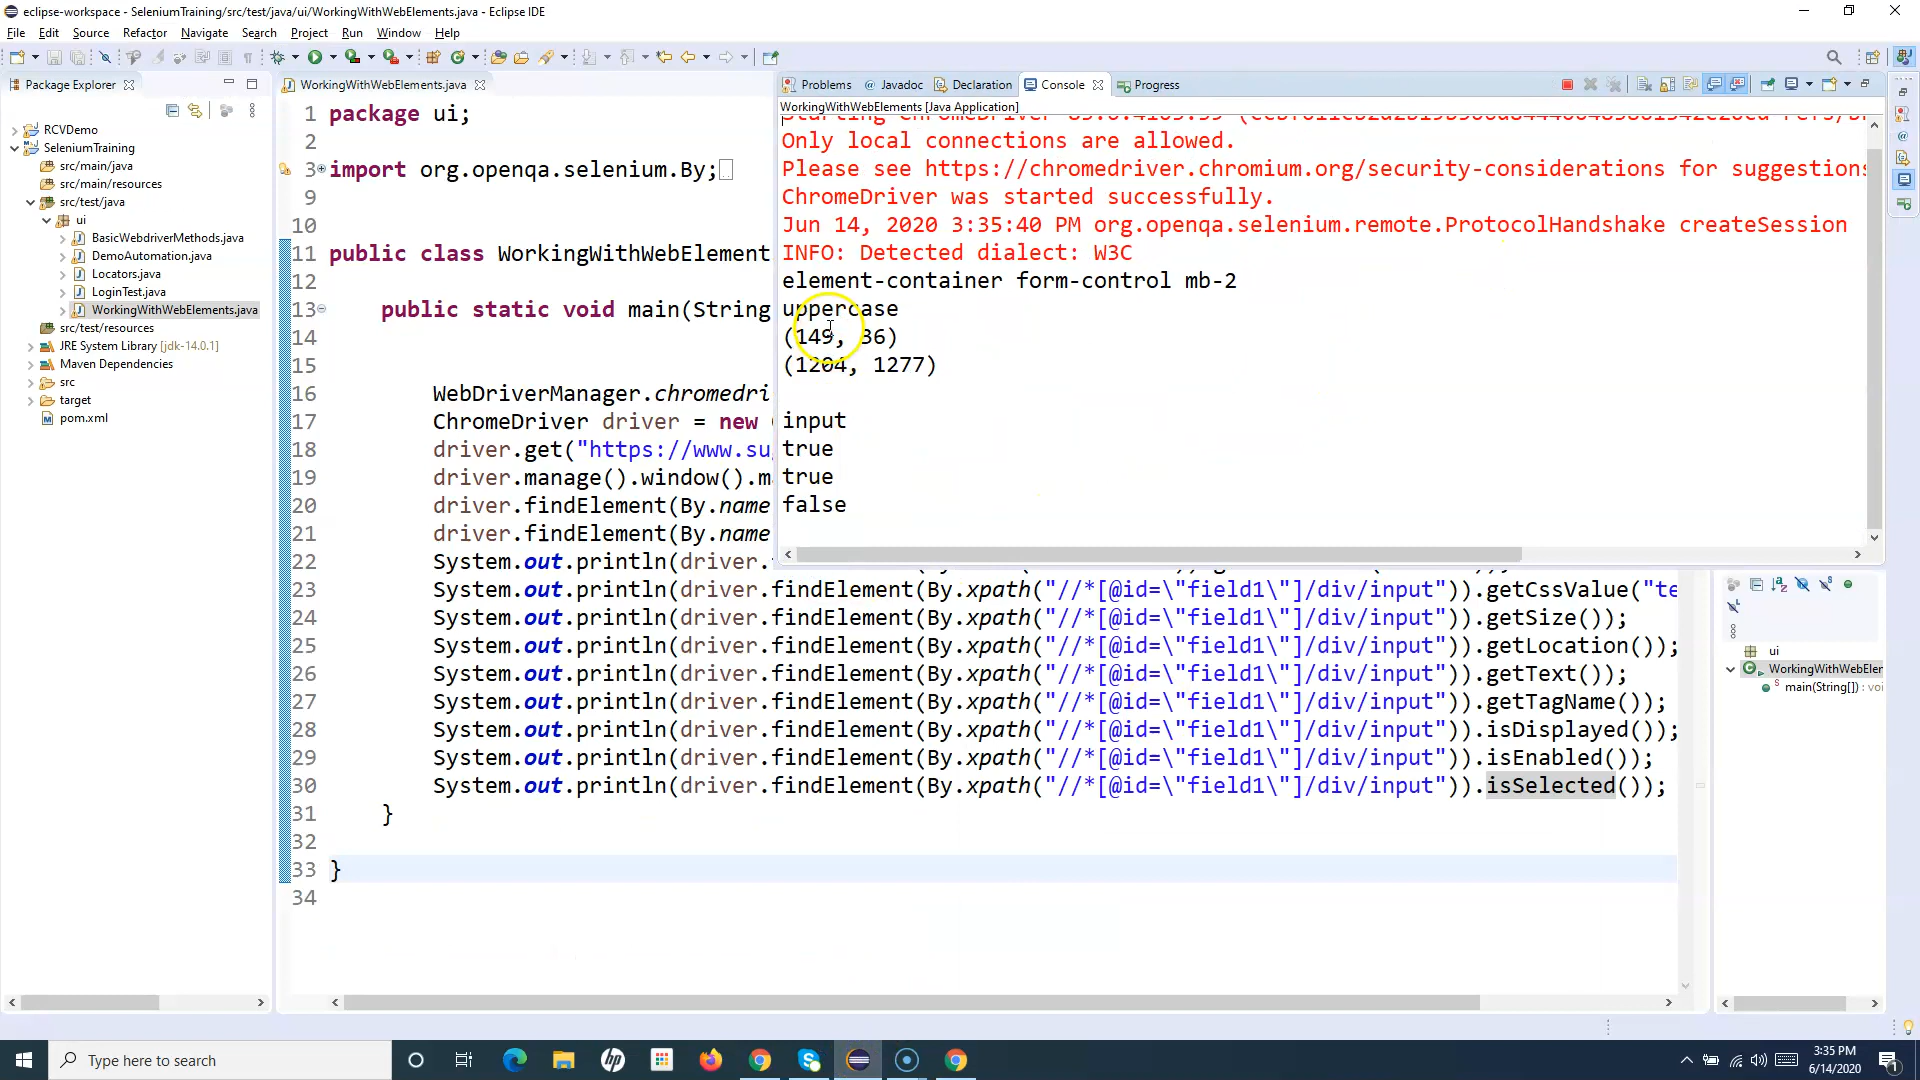 eclipse-workspace - SeleniumTraining/src/test/java/ui/WorkingWithWebElements.java - Eclipse IDE
File Edit Source Refactor Navigate Search Project Run Window Help
Package Explorer
RCVDemo
SeleniumTraining
src/main/java
src/main/resources
src/test/java
ui
BasicWebdriverMethods.java
DemoAutomation.java
Locators.java
LoginTest.java
WorkingWithWebElements.java
src/test/resources
JRE System Library [jdk-14.0.1]
Maven Dependencies
src
target
pom.xml
WorkingWithWebElements.java
1 package ui;
2
3 import org.openqa.selenium.By;
9
10
11 public class WorkingWithWebElement
12
13 public static void main(String
14
15
16 WebDriverManager.chromedri
17 ChromeDriver driver = new
18 driver.get("https://www.su
19 driver.manage().window().m
20 driver.findElement(By.name
21 driver.findElement(By.name
22 System.out.println(driver.
23 System.out.println(driver.findElement(By.xpath("//*[@id=\"field1\"]/div/input")).getCssValue("te
24 System.out.println(driver.findElement(By.xpath("//*[@id=\"field1\"]/div/input")).getSize());
25 System.out.println(driver.findElement(By.xpath("//*[@id=\"field1\"]/div/input")).getLocation());
26 System.out.println(driver.findElement(By.xpath("//*[@id=\"field1\"]/div/input")).getText());
27 System.out.println(driver.findElement(By.xpath("//*[@id=\"field1\"]/div/input")).getTagName());
28 System.out.println(driver.findElement(By.xpath("//*[@id=\"field1\"]/div/input")).isDisplayed());
29 System.out.println(driver.findElement(By.xpath("//*[@id=\"field1\"]/div/input")).isEnabled());
30 System.out.println(driver.findElement(By.xpath("//*[@id=\"field1\"]/div/input")).isSelected());
31 }
32
33 }
34
Problems Javadoc Declaration Console Progress
WorkingWithWebElements [Java Application]
Starting ChromeDriver
Only local connections are allowed.
Please see https://chromedriver.chromium.org/security-considerations for suggestions
ChromeDriver was started successfully.
Jun 14, 2020 3:35:40 PM org.openqa.selenium.remote.ProtocolHandshake createSession
INFO: Detected dialect: W3C
element-container form-control mb-2
uppercase
(149, 36)
(1204, 1277)
input
true
true
false
ui
WorkingWithWebEler
main(String[]) : voi
Type here to search
3:35 PM
6/14/2020